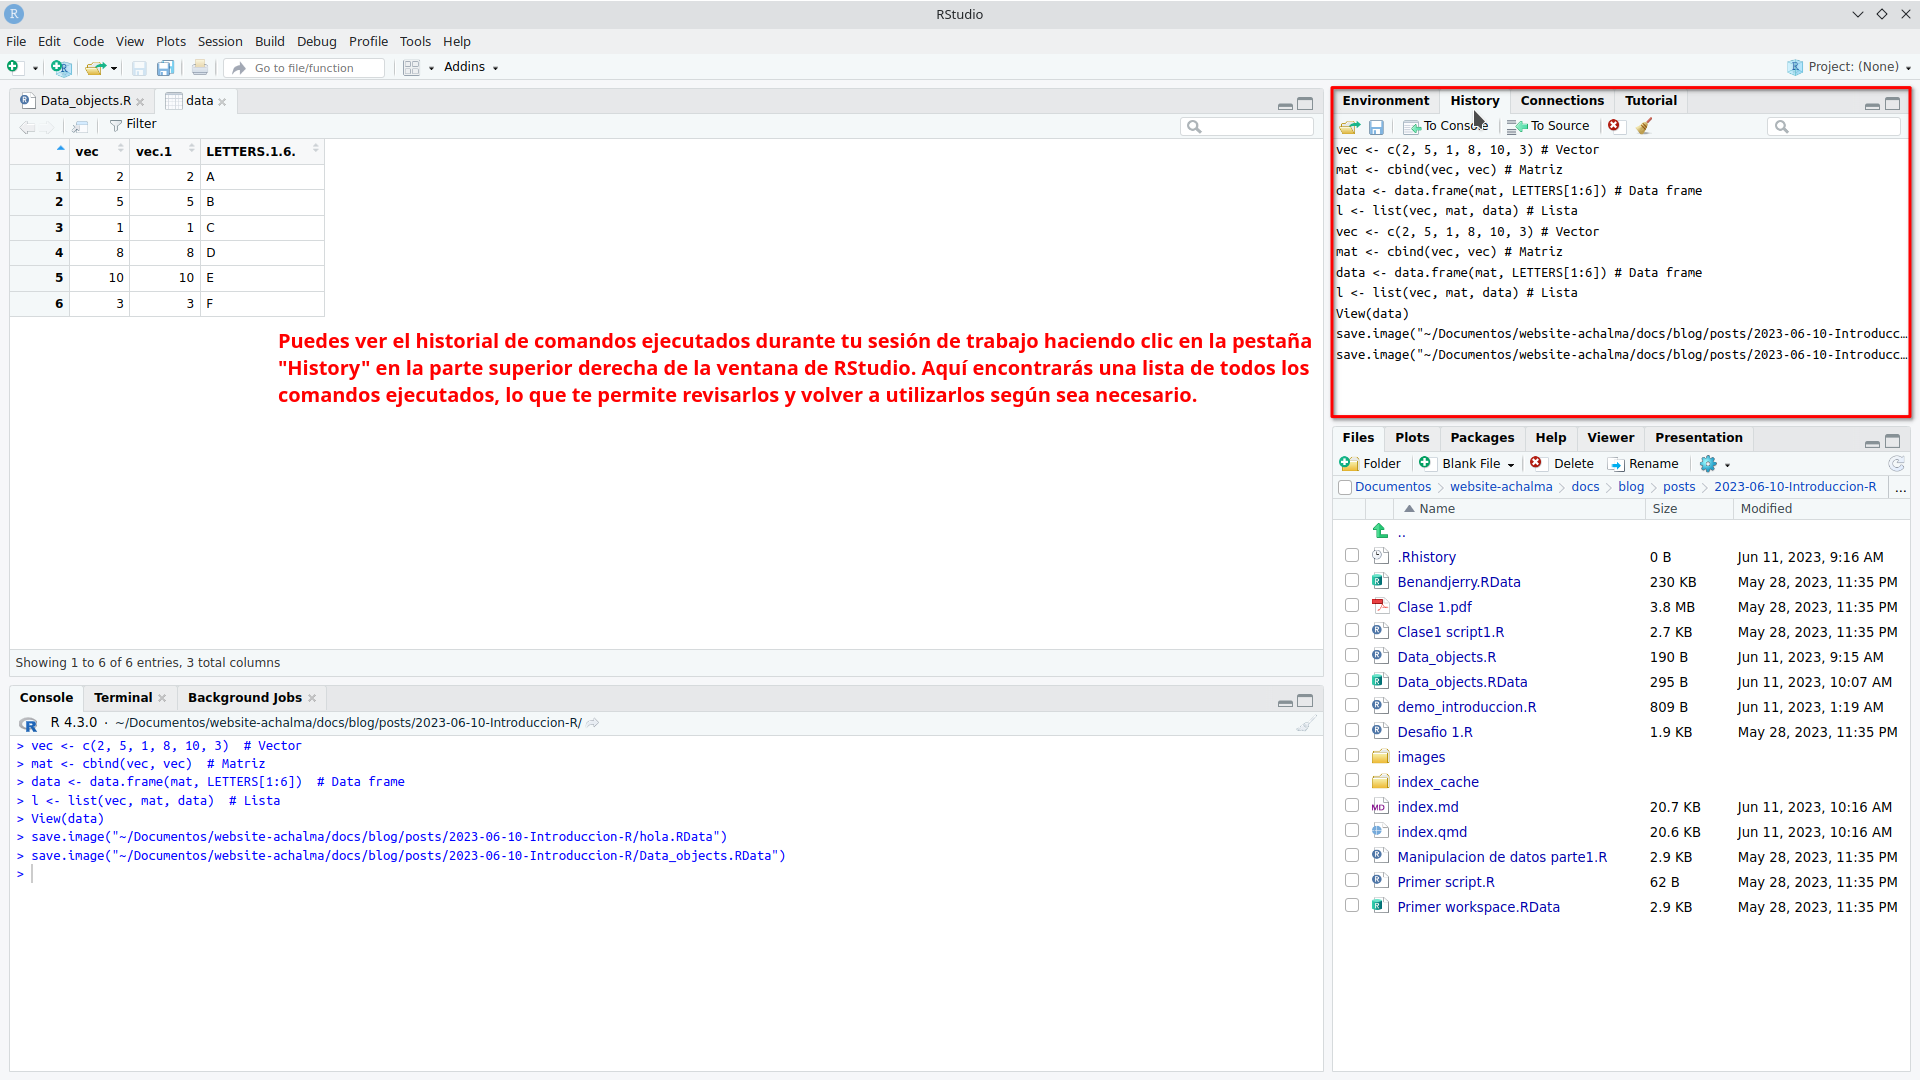 RStudio
File Edit Code View Plots Session Build Debug Profile Tools Help
Go to file/function Addins Project: (None)
Data_objects.R data
Filter
vec vec.1 LETTERS.1.6.
1 2 2 A
2 5 5 B
3 1 1 C
4 8 8 D
5 10 10 E
6 3 3 F
Puedes ver el historial de comandos ejecutados durante tu sesión de trabajo haciendo clic en la pestaña
"History" en la parte superior derecha de la ventana de RStudio. Aquí encontrarás una lista de todos los
comandos ejecutados, lo que te permite revisarlos y volver a utilizarlos según sea necesario.
Showing 1 to 6 of 6 entries, 3 total columns
Console Terminal Background Jobs
R 4.3.0 · ~/Documentos/website-achalma/docs/blog/posts/2023-06-10-Introduccion-R/
> vec <- c(2, 5, 1, 8, 10, 3)  # Vector
> mat <- cbind(vec, vec)  # Matriz
> data <- data.frame(mat, LETTERS[1:6])  # Data frame
> l <- list(vec, mat, data)  # Lista
> View(data)
> save.image("~/Documentos/website-achalma/docs/blog/posts/2023-06-10-Introduccion-R/hola.RData")
> save.image("~/Documentos/website-achalma/docs/blog/posts/2023-06-10-Introduccion-R/Data_objects.RData")
>
Environment History Connections Tutorial
To Console To Source
vec <- c(2, 5, 1, 8, 10, 3) # Vector
mat <- cbind(vec, vec) # Matriz
data <- data.frame(mat, LETTERS[1:6]) # Data frame
l <- list(vec, mat, data) # Lista
vec <- c(2, 5, 1, 8, 10, 3) # Vector
mat <- cbind(vec, vec) # Matriz
data <- data.frame(mat, LETTERS[1:6]) # Data frame
l <- list(vec, mat, data) # Lista
View(data)
save.image("~/Documentos/website-achalma/docs/blog/posts/2023-06-10-Introducc…
save.image("~/Documentos/website-achalma/docs/blog/posts/2023-06-10-Introducc…
Files Plots Packages Help Viewer Presentation
Folder Blank File Delete Rename
Documentos website-achalma docs blog posts 2023-06-10-Introduccion-R ...
Name Size Modified
..
.Rhistory 0 B Jun 11, 2023, 9:16 AM
Benandjerry.RData 230 KB May 28, 2023, 11:35 PM
Clase 1.pdf 3.8 MB May 28, 2023, 11:35 PM
Clase1 script1.R 2.7 KB May 28, 2023, 11:35 PM
Data_objects.R 190 B Jun 11, 2023, 9:15 AM
Data_objects.RData 295 B Jun 11, 2023, 10:07 AM
demo_introduccion.R 809 B Jun 11, 2023, 1:19 AM
Desafio 1.R 1.9 KB May 28, 2023, 11:35 PM
images
index_cache
index.md 20.7 KB Jun 11, 2023, 10:16 AM
index.qmd 20.6 KB Jun 11, 2023, 10:16 AM
Manipulacion de datos parte1.R 2.9 KB May 28, 2023, 11:35 PM
Primer script.R 62 B May 28, 2023, 11:35 PM
Primer workspace.RData 2.9 KB May 28, 2023, 11:35 PM